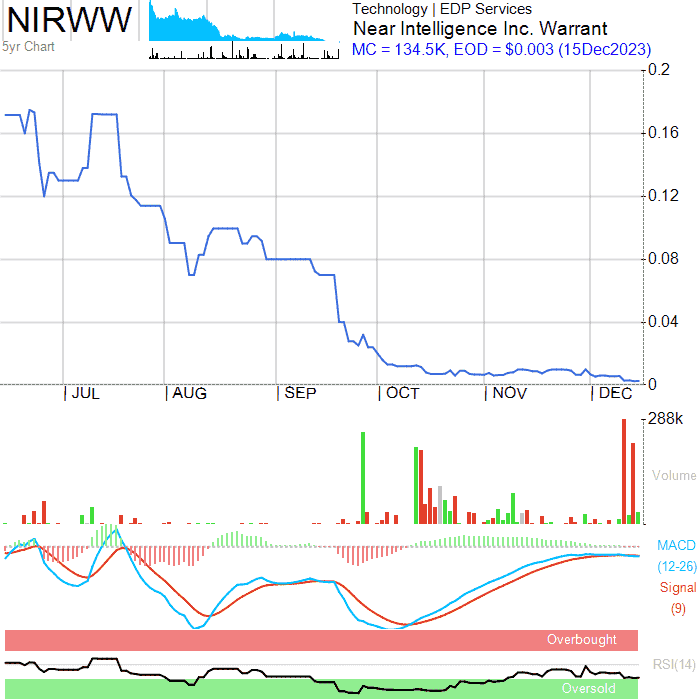 NIRWW
5yr Chart
Technology | EDP Services
Near Intelligence Inc. Warrant
MC = 134.5K, EOD = $0.003 (15Dec2023)
0.2
0.16
0.12
0.08
0.04
0
| JUL | AUG | SEP | OCT | NOV | DEC
288k
Volume
MACD
(12-26)
Signal
(9)
Overbought
RSI(14)
Oversold